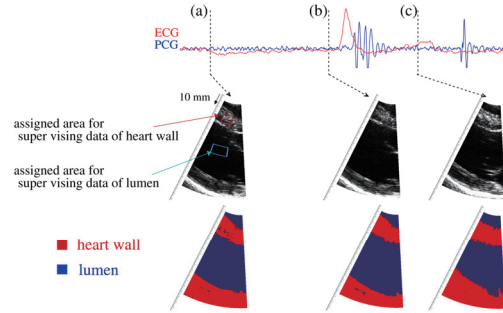 (a)
(b)
(c)
ECG
PCG
10 mm
assigned area for
super vising data of heart wall
assigned area for
super vising data of lumen
heart wall
lumen